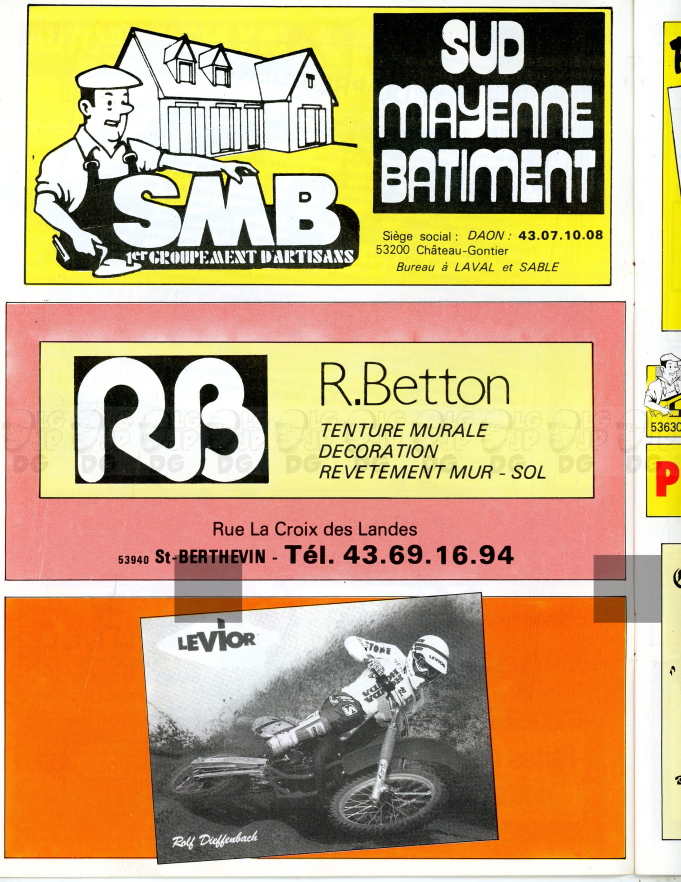 SUD
MAYENNE
BATIMENT
SMB
1er GROUPEMENT D'ARTISANS
Siège social : DAON : 43.07.10.08
53200 Château-Gontier
Bureau à LAVAL et SABLE
RB
R.Betton
TENTURE MURALE
DECORATION
REVETEMENT MUR - SOL
Rue La Croix des Landes
53940 St-BERTHEVIN - Tél. 43.69.16.94
LEVIOR
LEVIOR
HONDA
Rolf Dieffenbach
53630
P